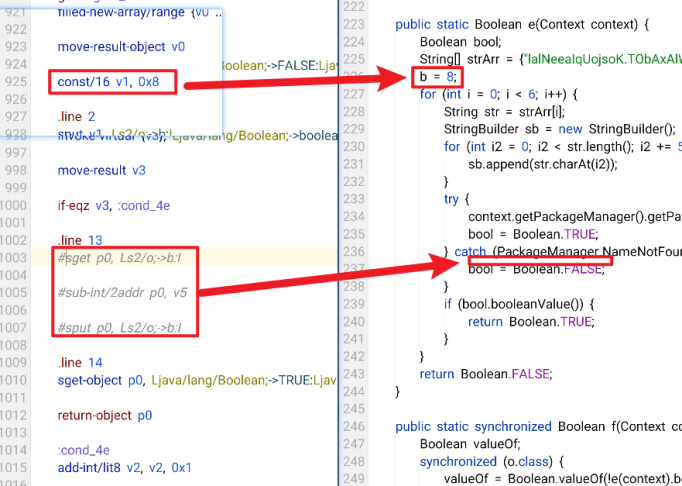 921
filled-new-array/range {v0 ..
922
923
move-result-object v0
924
Boolean;->FALSE:Ljava
925
const/16 v1, 0x8
926
927
.line 2
928
Ls2/o;->b:I
Ljava/lang/Boolean;->boolea
997
998
move-result v3
999
1000
if-eqz v3, :cond_4e
1001
1002
.line 13
1003
#sget p0, Ls2/o;->b:I
1004
1005
#sub-int/2addr p0, v5
1006
1007
#sput p0, Ls2/o;->b:I
1008
1009
.line 14
1010
sget-object p0, Ljava/lang/Boolean;->TRUE:Ljav
1011
1012
return-object p0
1013
1014
:cond_4e
1015
add-int/lit8 v2, v2, 0x1
222
223 public static Boolean e(Context context) {
224 Boolean bool;
225 String[] strArr = {"lalNeealqUojsoK.TObAxAlW
226 b = 8;
227 for (int i = 0; i < 6; i++) {
228 String str = strArr[i];
229 StringBuilder sb = new StringBuilder();
230 for (int i2 = 0; i2 < str.length(); i2 += 5
231 sb.append(str.charAt(i2));
232 }
233 try {
234 context.getPackageManager().getPa
235 bool = Boolean.TRUE;
236 } catch (PackageManager.NameNotFour
237 bool = Boolean.FALSE;
238 }
239 if (bool.booleanValue()) {
240 return Boolean.TRUE;
241 }
242 }
243 return Boolean.FALSE;
244 }
245
246 public static synchronized Boolean f(Context co
247 Boolean valueOf;
248 synchronized (o.class) {
249 valueOf = Boolean.valueOf(!e(context).b